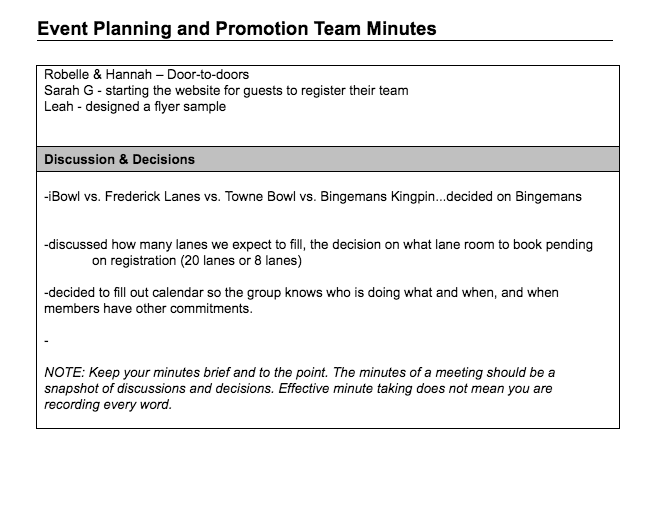 Event Planning and Promotion Team Minutes
Robelle & Hannah – Door-to-doors
Sarah G - starting the website for guests to register their team
Leah - designed a flyer sample
Discussion & Decisions
-iBowl vs. Frederick Lanes vs. Towne Bowl vs. Bingemans Kingpin...decided on Bingemans
-discussed how many lanes we expect to fill, the decision on what lane room to book pending
on registration (20 lanes or 8 lanes)
-decided to fill out calendar so the group knows who is doing what and when, and when
members have other commitments.
-
NOTE: Keep your minutes brief and to the point. The minutes of a meeting should be a
snapshot of discussions and decisions. Effective minute taking does not mean you are
recording every word.